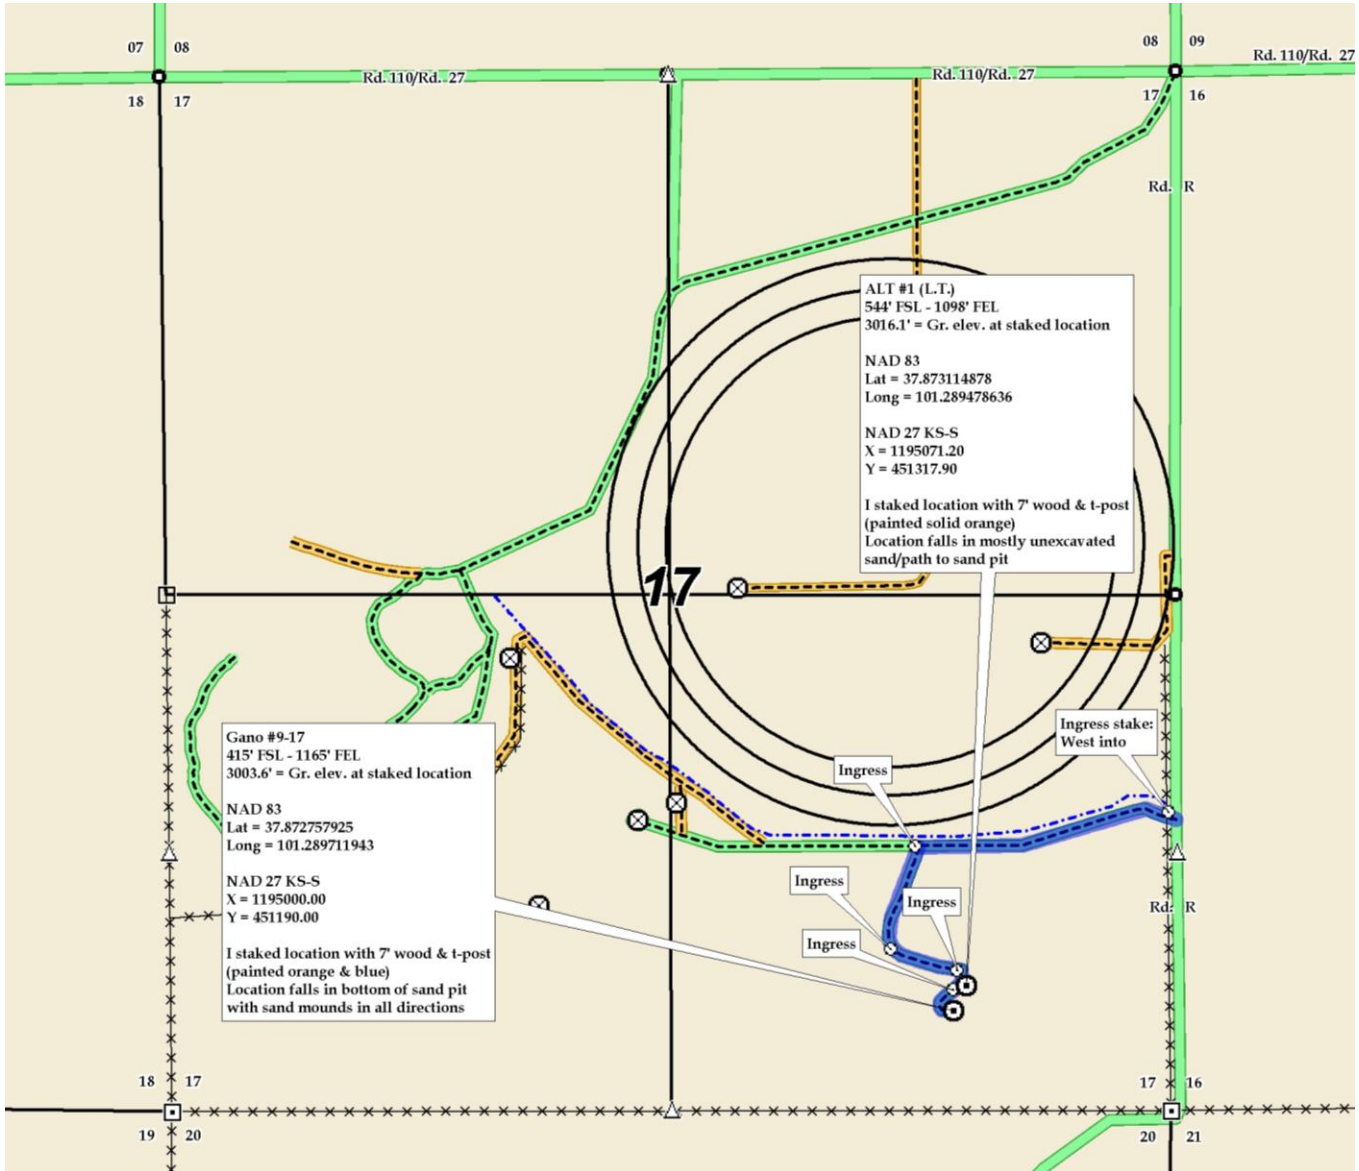 07 08
08 09
Rd. 110/Rd. 27
Rd. 110/Rd. 27
Rd. 110/Rd. 27
18 17
17 16
Rd. R
ALT #1 (L.T.)
544' FSL - 1098' FEL
3016.1' = Gr. elev. at staked location
NAD 83
Lat = 37.873114878
Long = 101.289478636
NAD 27 KS-S
X = 1195071.20
Y = 451317.90
I staked location with 7' wood & t-post
(painted solid orange)
Location falls in mostly unexcavated
sand/path to sand pit
17
Ingress stake:
West into
Gano #9-17
415' FSL - 1165' FEL
3003.6' = Gr. elev. at staked location
NAD 83
Lat = 37.872757925
Long = 101.289711943
NAD 27 KS-S
X = 1195000.00
Y = 451190.00
I staked location with 7' wood & t-post
(painted orange & blue)
Location falls in bottom of sand pit
with sand mounds in all directions
Ingress
Ingress
Ingress
Ingress
Rd. R
18 17
17 16
19 20
20 21